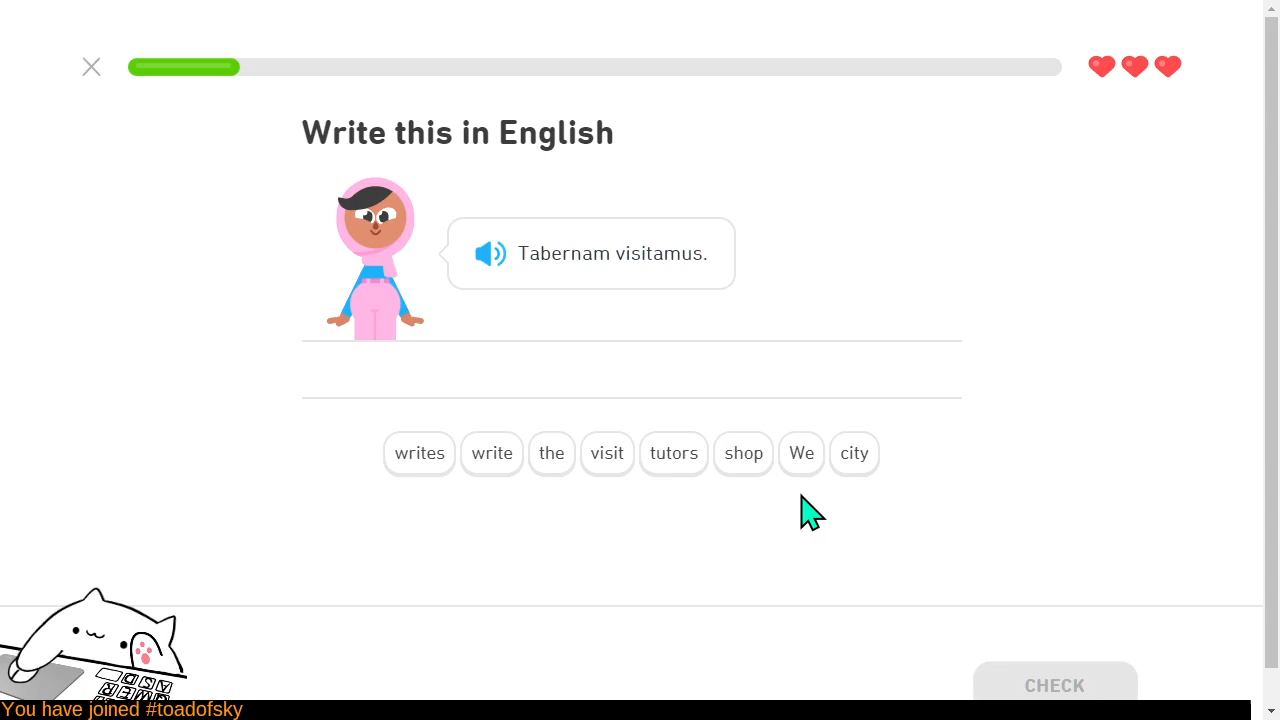 Write this in English
Tabernam visitamus.
writes write the visit tutors shop We city
CHECK
You have joined #toadofsky